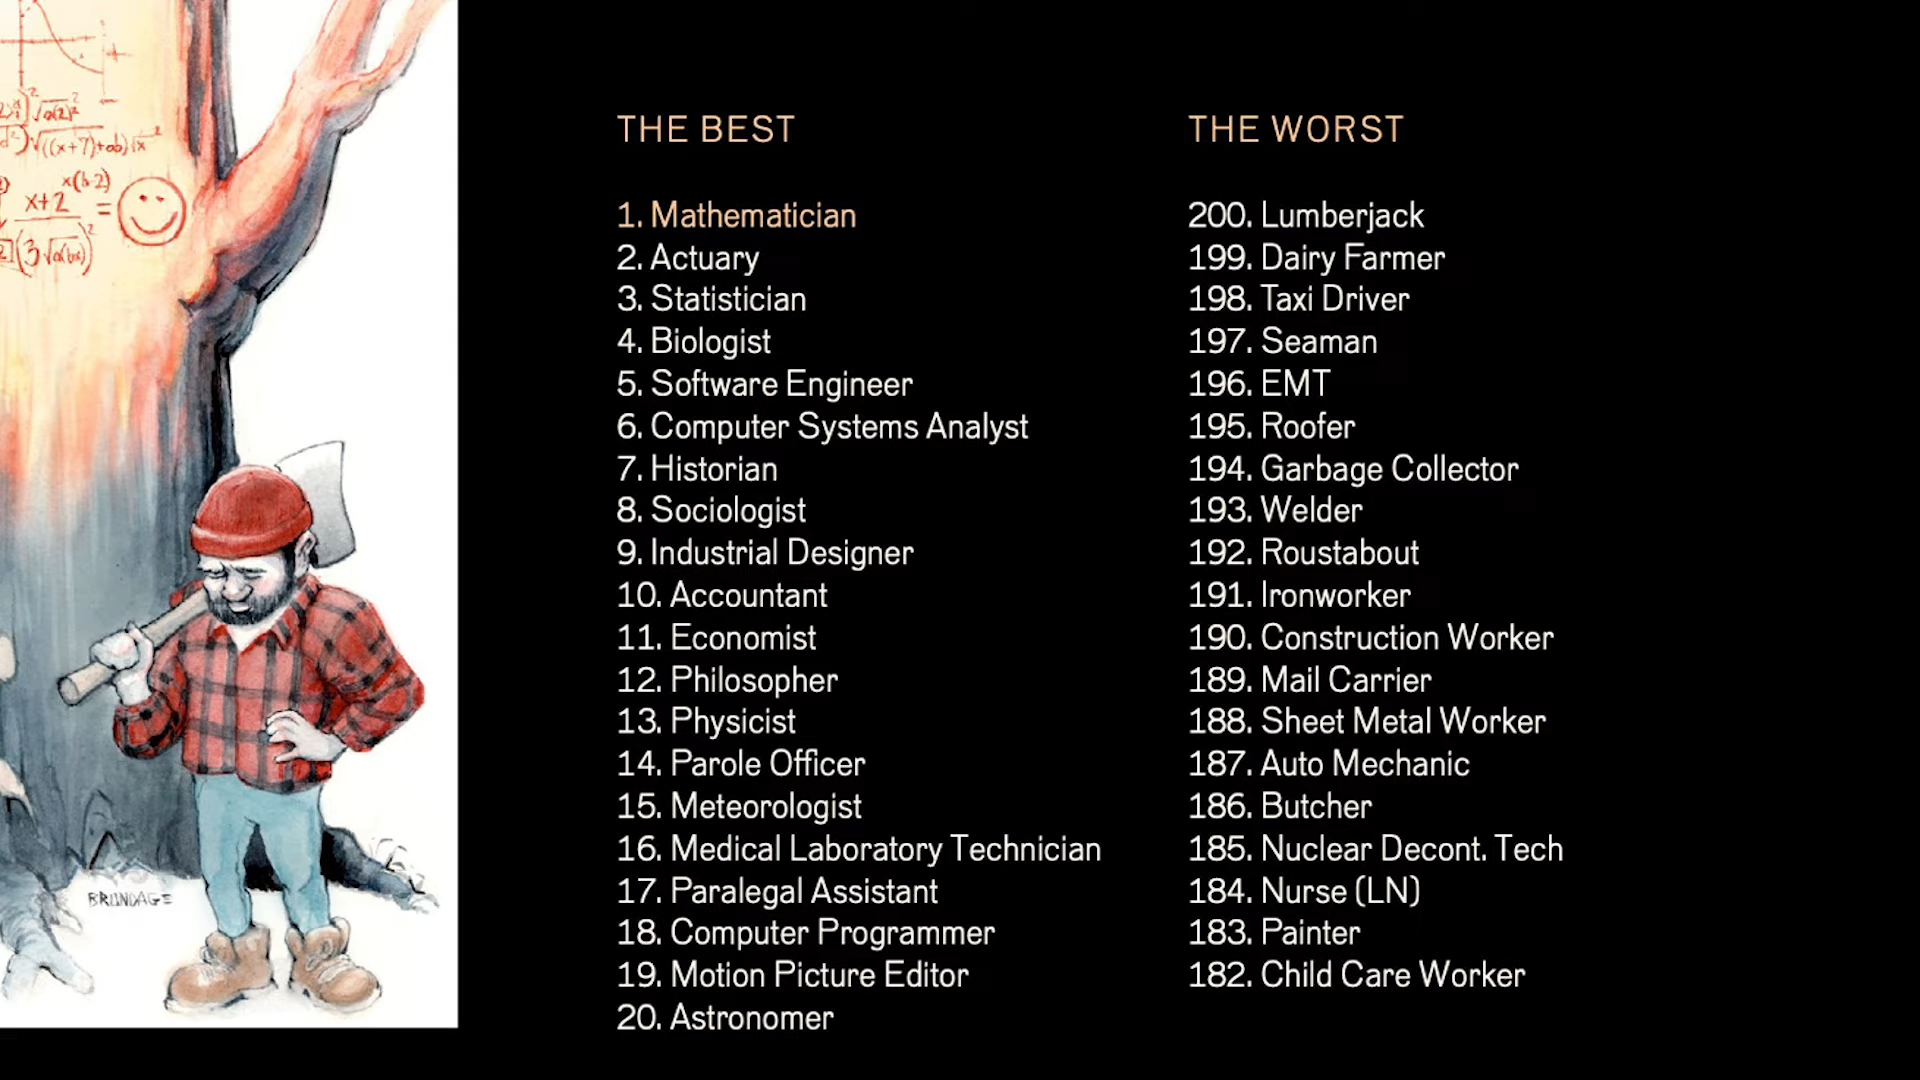 THE BEST
1. Mathematician
2. Actuary
3. Statistician
4. Biologist
5. Software Engineer
6. Computer Systems Analyst
7. Historian
8. Sociologist
9. Industrial Designer
10. Accountant
11. Economist
12. Philosopher
13. Physicist
14. Parole Officer
15. Meteorologist
16. Medical Laboratory Technician
17. Paralegal Assistant
18. Computer Programmer
19. Motion Picture Editor
20. Astronomer
THE WORST
200. Lumberjack
199. Dairy Farmer
198. Taxi Driver
197. Seaman
196. EMT
195. Roofer
194. Garbage Collector
193. Welder
192. Roustabout
191. Ironworker
190. Construction Worker
189. Mail Carrier
188. Sheet Metal Worker
187. Auto Mechanic
186. Butcher
185. Nuclear Decont. Tech
184. Nurse (LN)
183. Painter
182. Child Care Worker
BRUNDAGE